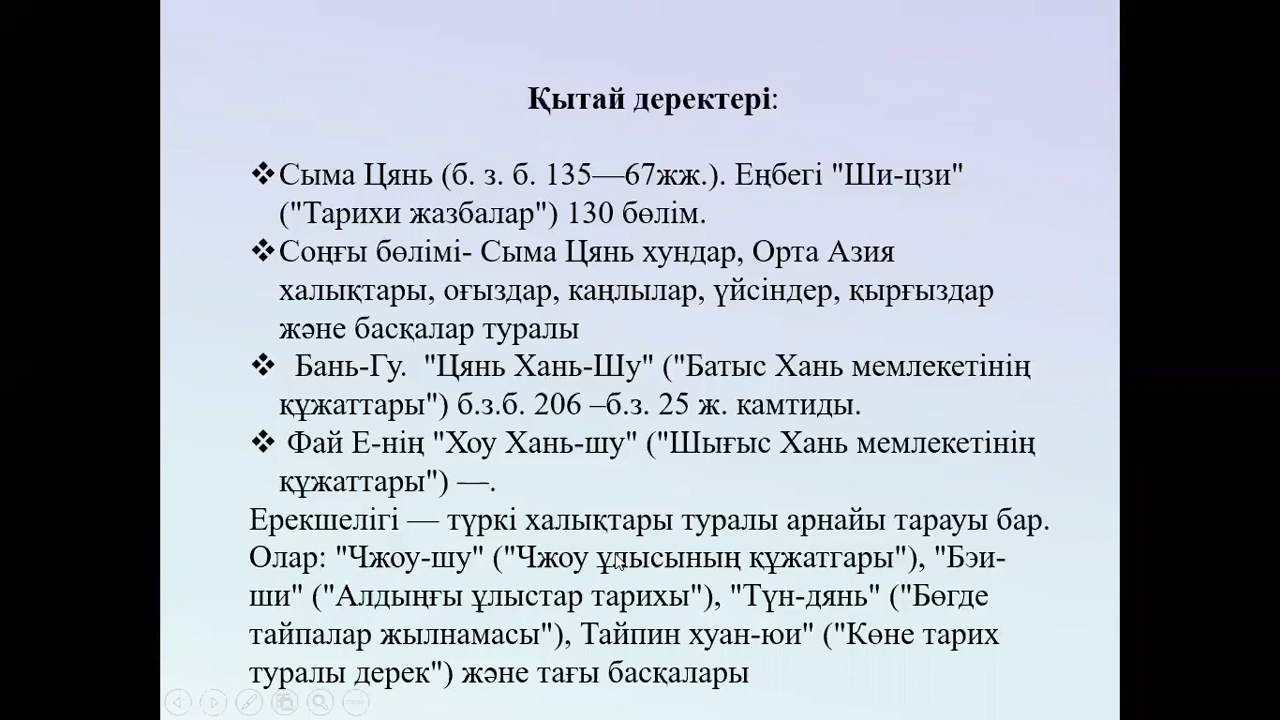 Қытай деректері:
❖Сыма Цянь (б. з. б. 135—67жж.). Еңбегі "Ши-цзи"
("Тарихи жазбалар") 130 бөлім.
❖Соңғы бөлімі- Сыма Цянь хундар, Орта Азия
халықтары, оғыздар, каңлылар, үйсіндер, қырғыздар
және басқалар туралы
❖ Бань-Гу. "Цянь Хань-Шу" ("Батыс Хань мемлекетінің
құжаттары") б.з.б. 206 –б.з. 25 ж. камтиды.
❖ Фай Е-нің "Хоу Хань-шу" ("Шығыс Хань мемлекетінің
құжаттары") —.
Ерекшелігі — түркі халықтары туралы арнайы тарауы бар.
Олар: "Чжоу-шу" ("Чжоу ұлысының құжатгары"), "Бэи-
ши" ("Алдыңғы ұлыстар тарихы"), "Түн-дянь" ("Бөгде
тайпалар жылнамасы"), Тайпин хуан-юи" ("Көне тарих
туралы дерек") және тағы басқалары